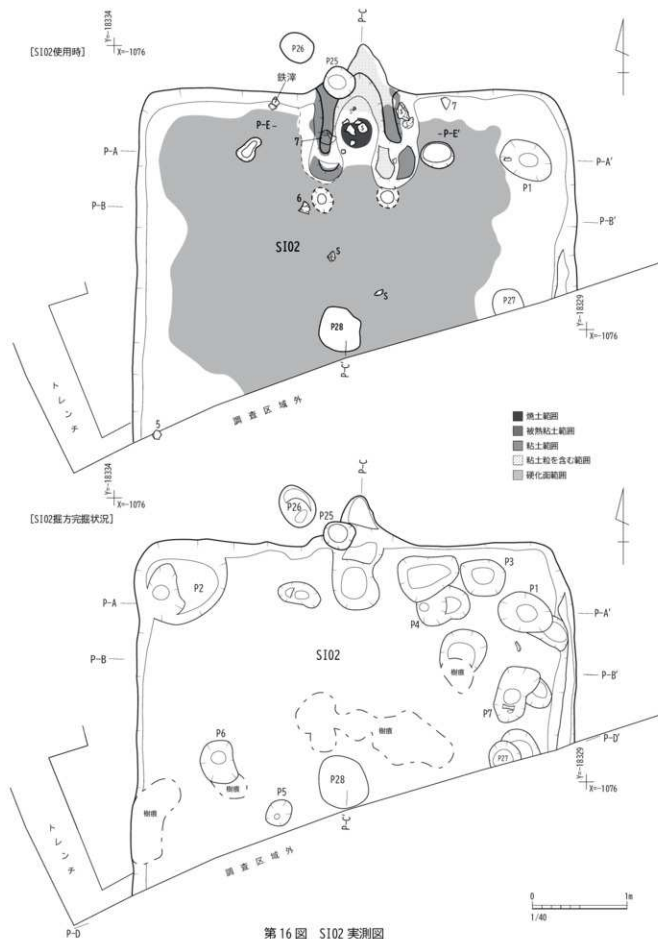 P-C
Y=-18334
X=-1076
[SI02使用時]
P26
P25
鉄滓
7
P-E
7
P-E'
S
P-A
P-A'
P1
P-B
P-B'
6
SI02
S
S
P27
P28
P-C'
Y=-18329
X=-1076
トレンチ
調査区域外
5
焼土範囲
被熱粘土範囲
粘土範囲
粘土粒を含む範囲
硬化面範囲
Y=-18334
X=-1076
P-C
[SI02掘方完掘状況]
P26
P25
P2
P3
P-A
P4
P1
P-A'
P-B
SI02
樹痕
P-B'
P7
樹痕
P6
P-D'
P27
樹痕
P28
Y=-18329
X=-1076
樹痕
P5
P-C'
トレンチ
調査区域外
P-D
0 1m
1/40
第16図 SI02実測図